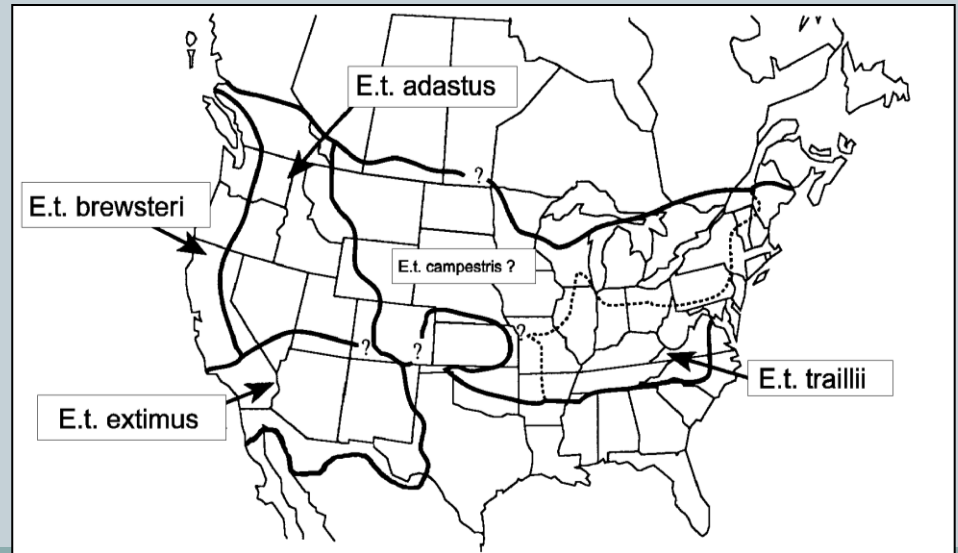 E.t. adastus
?
E.t. brewsteri
E.t. campestris ?
?
?
?
E.t. traillii
E.t. extimus